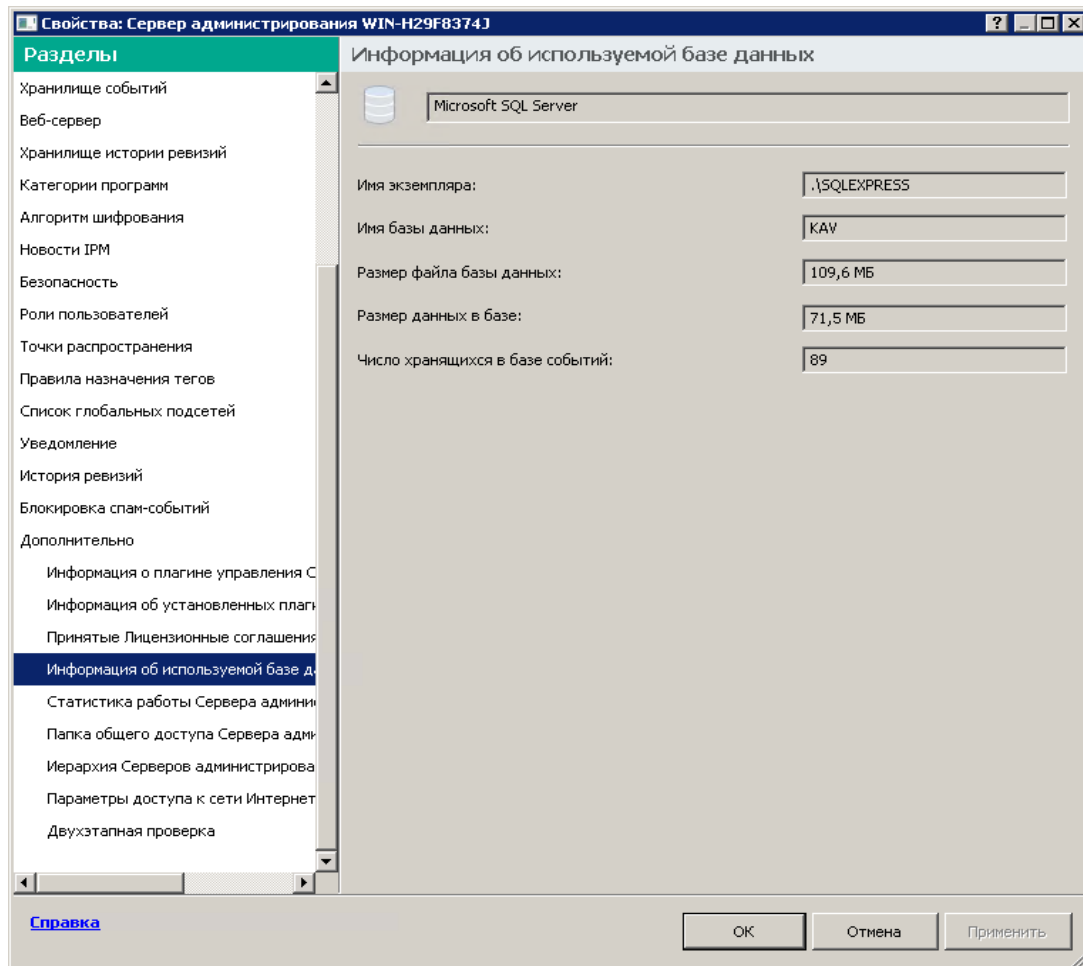 Свойства: Сервер администрирования WIN-H29F8374J
Разделы
Хранилище событий
Веб-сервер
Хранилище истории ревизий
Категории программ
Алгоритм шифрования
Новости IPM
Безопасность
Роли пользователей
Точки распространения
Правила назначения тегов
Список глобальных подсетей
Уведомление
История ревизий
Блокировка спам-событий
Дополнительно
Информация о плагине управления С
Информация об установленных плаги
Принятые Лицензионные соглашения
Информация об используемой базе д
Статистика работы Сервера админи
Папка общего доступа Сервера адми
Иерархия Серверов администрирова
Параметры доступа к сети Интернет
Двухэтапная проверка
Информация об используемой базе данных
Microsoft SQL Server
Имя экземпляра: .\SQLEXPRESS
Имя базы данных: KAV
Размер файла базы данных: 109,6 МБ
Размер данных в базе: 71,5 МБ
Число хранящихся в базе событий: 89
Справка
ОК Отмена Применить